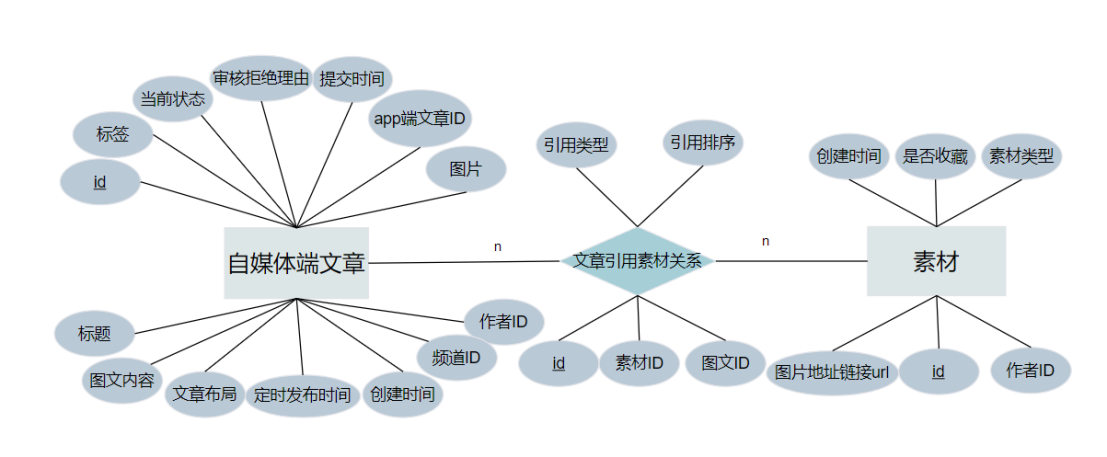 审核拒绝理由
提交时间
当前状态
app端文章ID
标签
图片
id
引用类型
引用排序
创建时间
是否收藏
素材类型
n
n
自媒体端文章
文章引用素材关系
素材
标题
作者ID
图文内容
频道ID
文章布局
定时发布时间
创建时间
id
素材ID
图文ID
图片地址链接url
id
作者ID